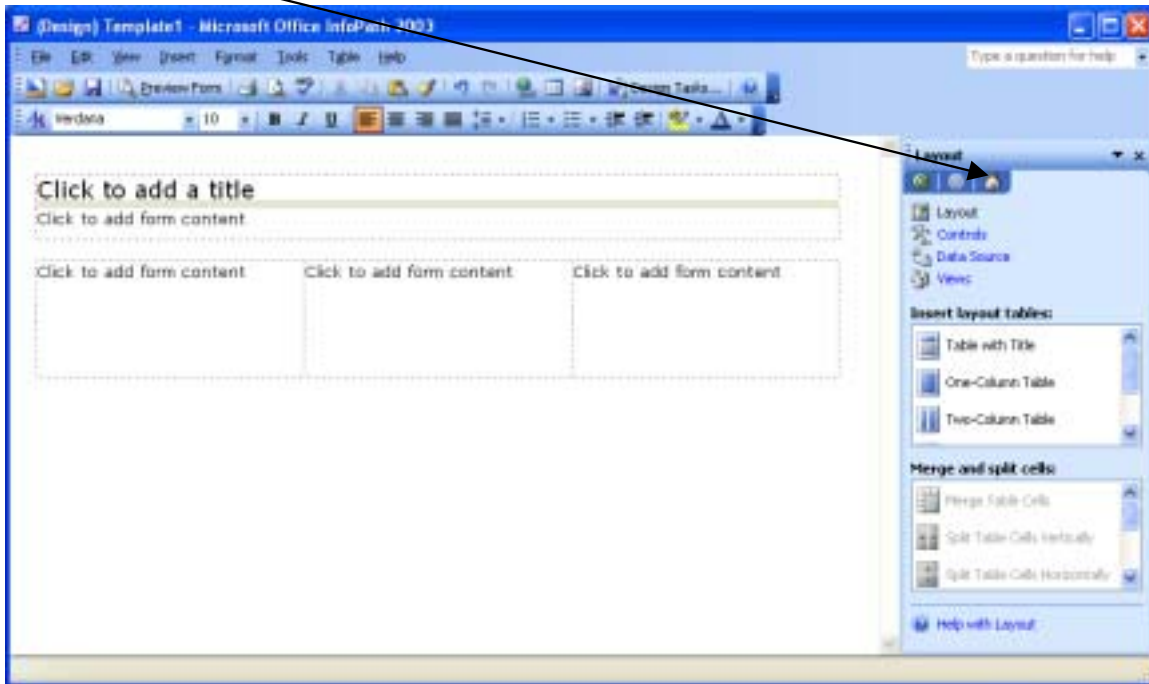 (Design) Template1 - Microsoft Office InfoPath 2003
File Edit View Insert Format Tools Table Help
Type a question for help
Preview Form Design Tasks...
Verdana 10 B I U A
Layout
Click to add a title
Click to add form content
Layout
Controls
Data Source
Views
Click to add form content Click to add form content Click to add form content
Insert layout tables:
Table with Title
One-Column Table
Two-Column Table
Merge and split cells:
Merge Table Cells
Split Table Cells Vertically
Split Table Cells Horizontally
Help with Layout